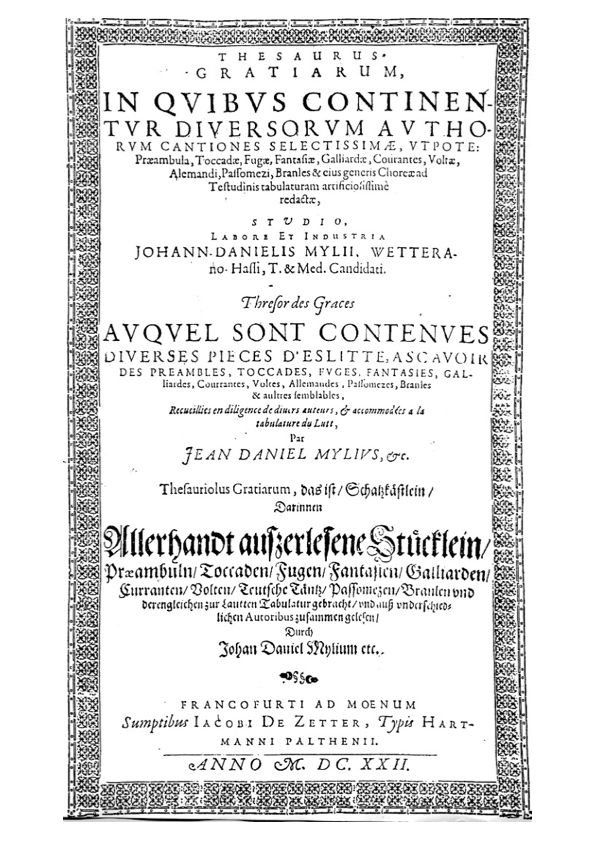 THESAURUS
GRATIARUM,
IN QVIBVS CONTINEN-
TVR DIVERSORVM AVTHO-
RVM CANTIONES SELECTISSIMÆ, VTPOTE:
Præambula, Toccadæ, Fugæ, Fantaſiæ, Galliardæ, Courantes, Voltæ,
Alemandi, Paſſomezi, Branles & eius generis Choreæ ad
Teſtudinis tabulaturam artificioſiſſimè
redactæ,
STVDIO,
LABORE ET INDUSTRIA
JOHANN-DANIELIS MYLII, WETTERA-
no-Haſſi, T. & Med. Candidati.
Threſor des Graces
AVQVEL SONT CONTENVES
DIVERSES PIECES D'ESLITTE, ASCAVOIR
DES PREAMBLES, TOCCADES, FVGES, FANTASIES, GAL-
liardes, Courrantes, Voltes, Allemandes, Paſſomezes, Branles
& aultres ſemblables,
Recueillies en diligence de divers auteurs, & accommodées a la
tabulature du Lutt,
Par
JEAN DANIEL MYLIVS, &c.
Theſauriolus Gratiarum, das iſt/ Schatzkäſtlein/
Darinnen
Allerhandt auſzerleſene Stücklein/
Præambuln/ Toccaden/ Fugen/ Fantaſien/ Galliarden/
Curranten/ Volten/ Teutſche Täntz/ Paſſomezen/ Branlen vnd
derengleichen zur Lautten Tabulatur gebracht/ vnd auß vnderſchied-
lichen Autoribus zuſammen geleſen/
Durch
Johan Daniel Mylium etc.
FRANCOFURTI AD MOENUM
Sumptibus IACOBI DE ZETTER, Typis HART-
MANNI PALTHENII.
ANNO M. DC. XXII.